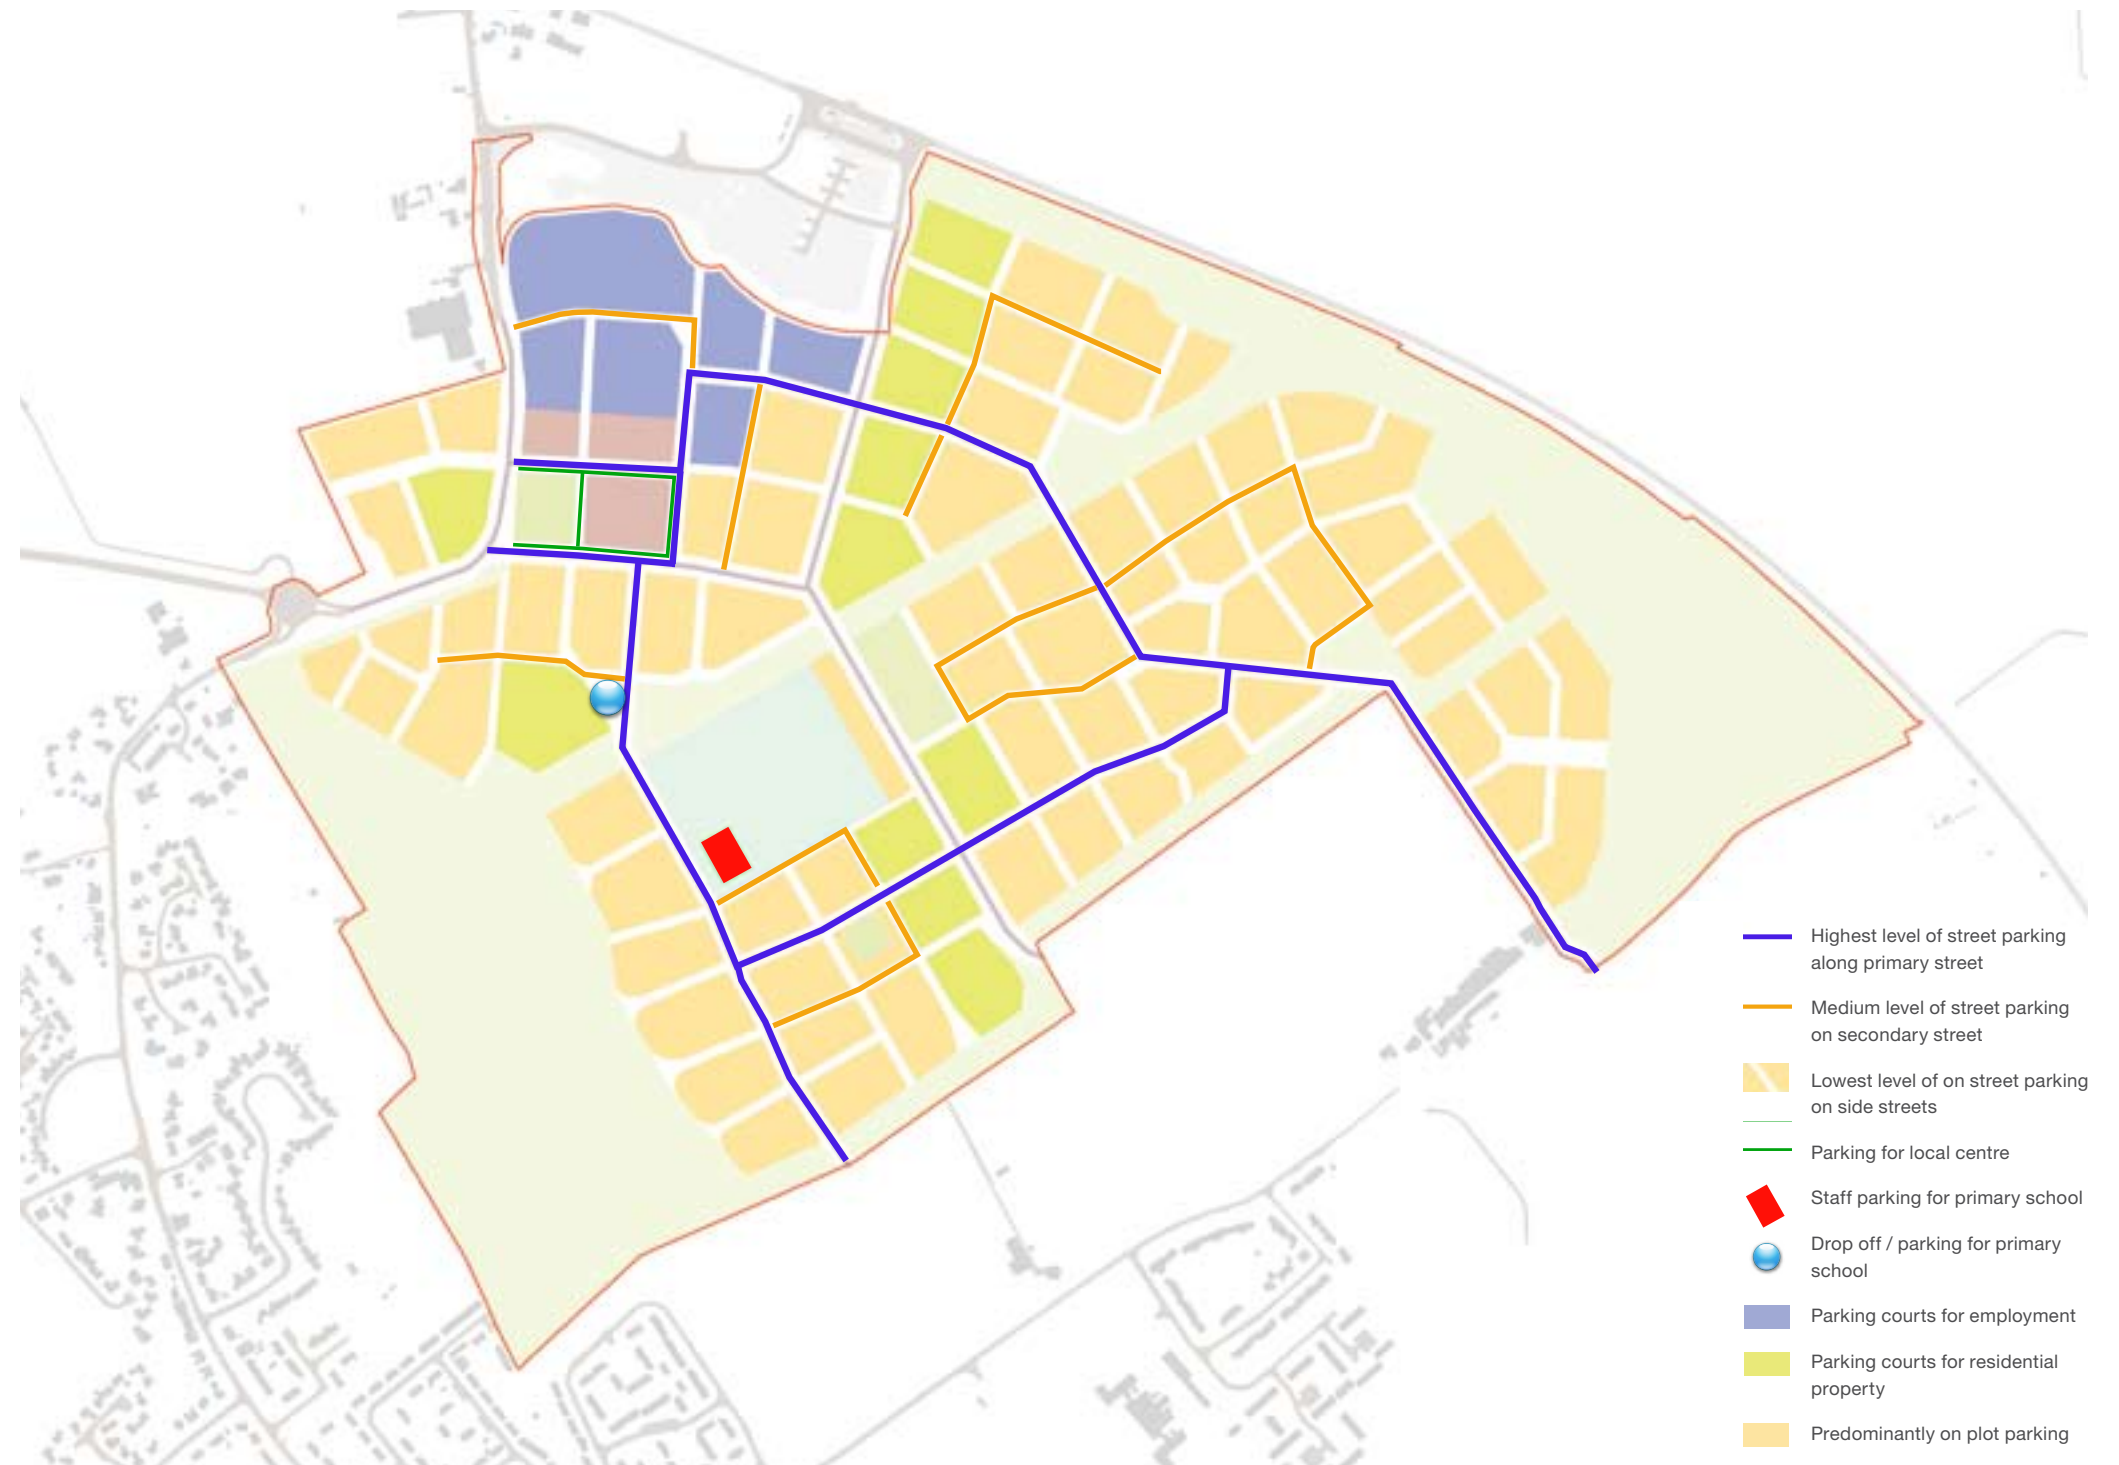 Highest level of street parking
along primary street
Medium level of street parking
on secondary street
Lowest level of on street parking
on side streets
Parking for local centre
Staff parking for primary school
Drop off / parking for primary
school
Parking courts for employment
Parking courts for residential
property
Predominantly on plot parking